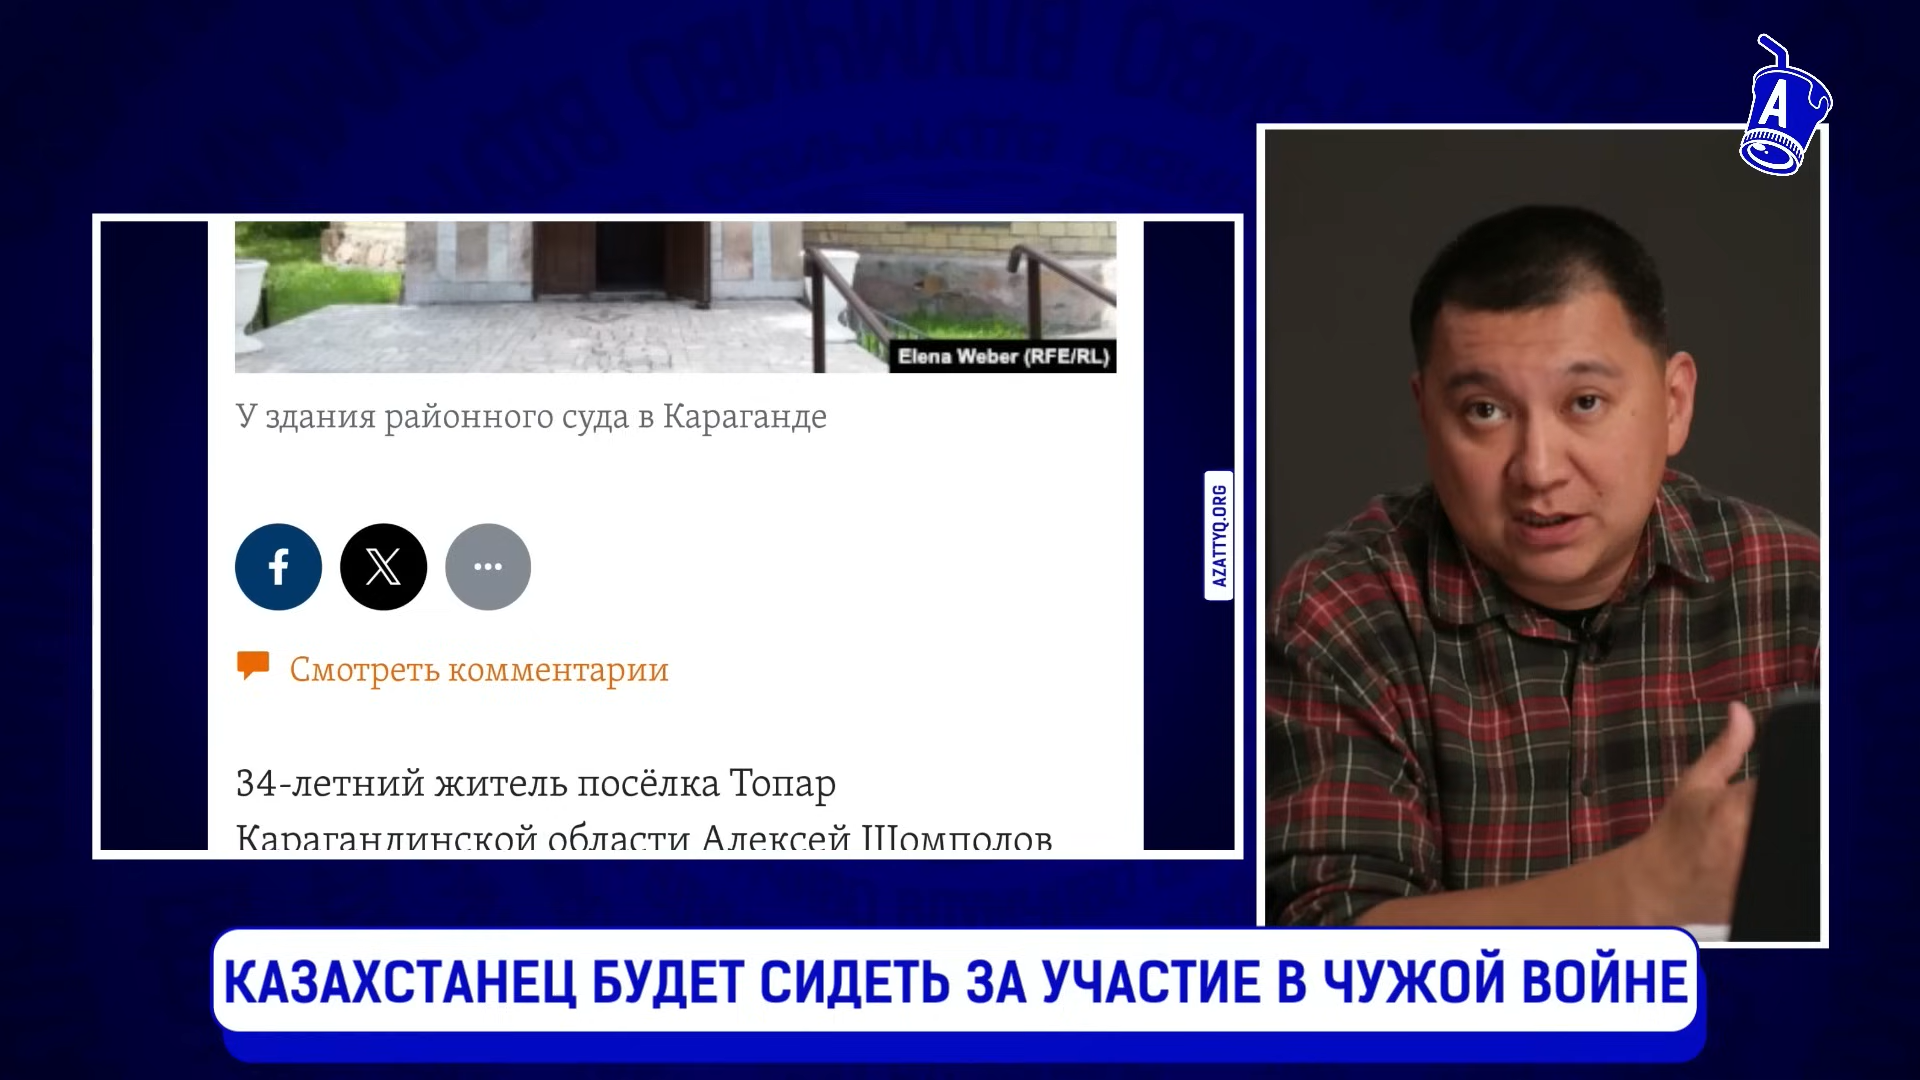 A
Elena Weber (RFE/RL)
У здания районного суда в Караганде
Смотреть комментарии
34-летний житель посёлка Топар
Карагандинской области Алексей Шомполов
AZATTYQ.ORG
КАЗАХСТАНЕЦ БУДЕТ СИДЕТЬ ЗА УЧАСТИЕ В ЧУЖОЙ ВОЙНЕ